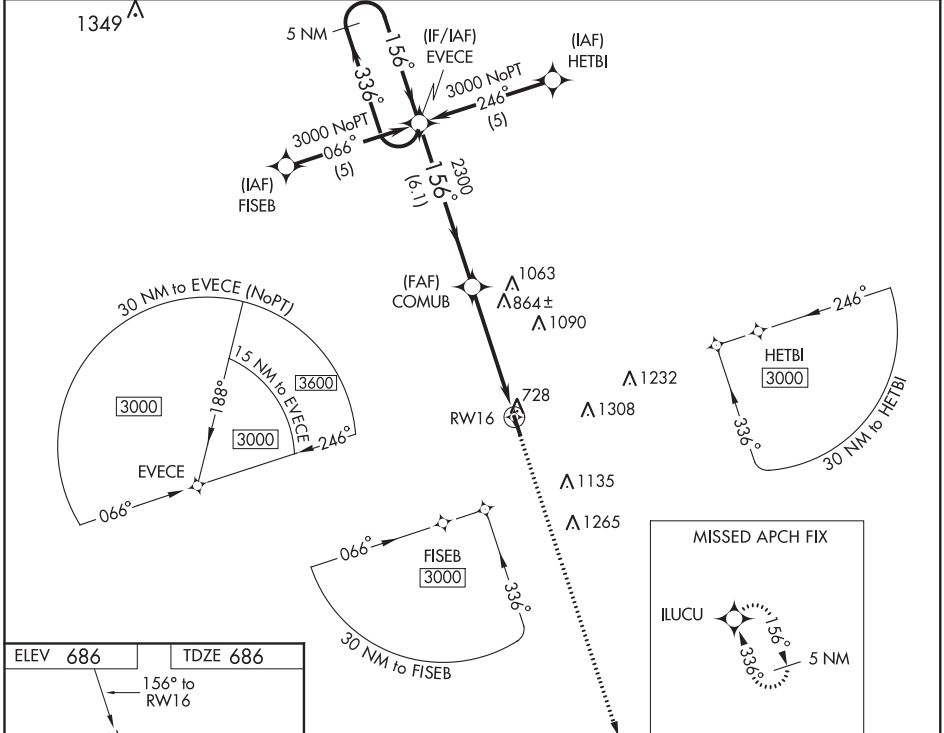 1349
5 NM
156°
336°
(IF/IAF)
EVECE
(IAF)
HETBI
3000 NoPT
246°
(5)
3000 NoPT
066°
(5)
(IAF)
FISEB
2300
156°
(6.1)
(FAF)
COMUB
1063
864±
1090
30 NM to EVECE (NoPT)
15 NM to EVECE
3600
3000
188°
3000
246°
EVECE
066°
246°
HETBI
3000
336°
30 NM to HETBI
1232
1308
728
RW16
1135
1265
066°
FISEB
3000
336°
30 NM to FISEB
MISSED APCH FIX
ILUCU
156°
336°
5 NM
ELEV 686
TDZE 686
156° to
RW16